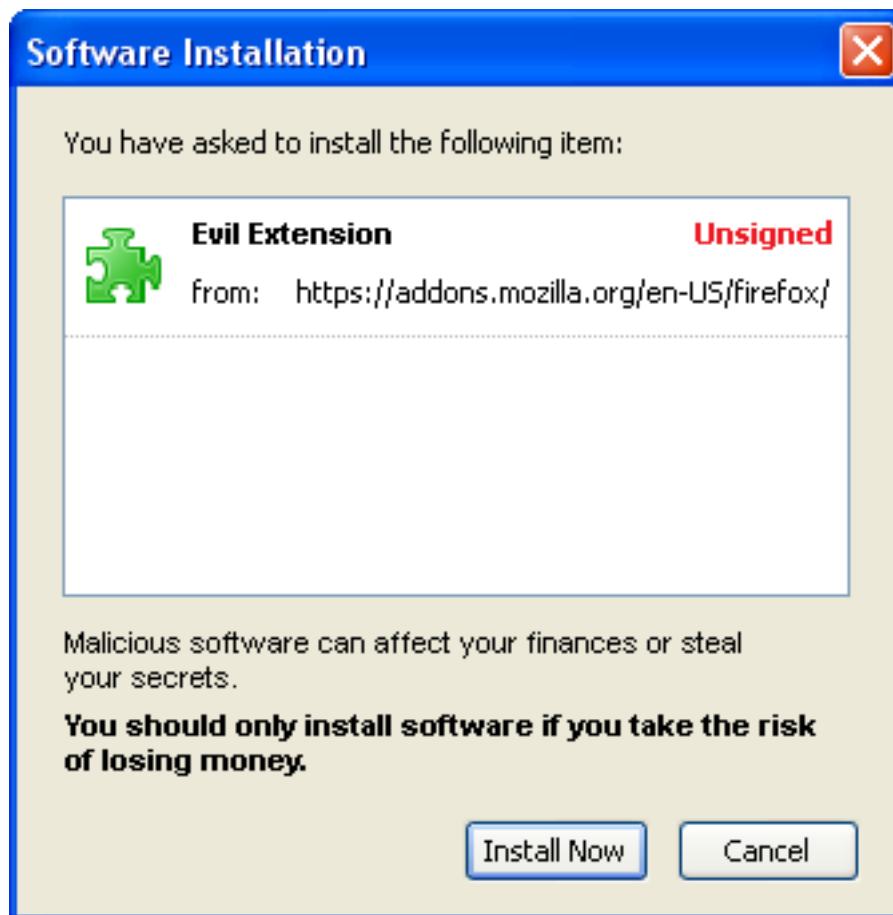 Software Installation
You have asked to install the following item:
Evil Extension Unsigned
from: https://addons.mozilla.org/en-US/firefox/
Malicious software can affect your finances or steal
your secrets.
You should only install software if you take the risk
of losing money.
Install Now Cancel